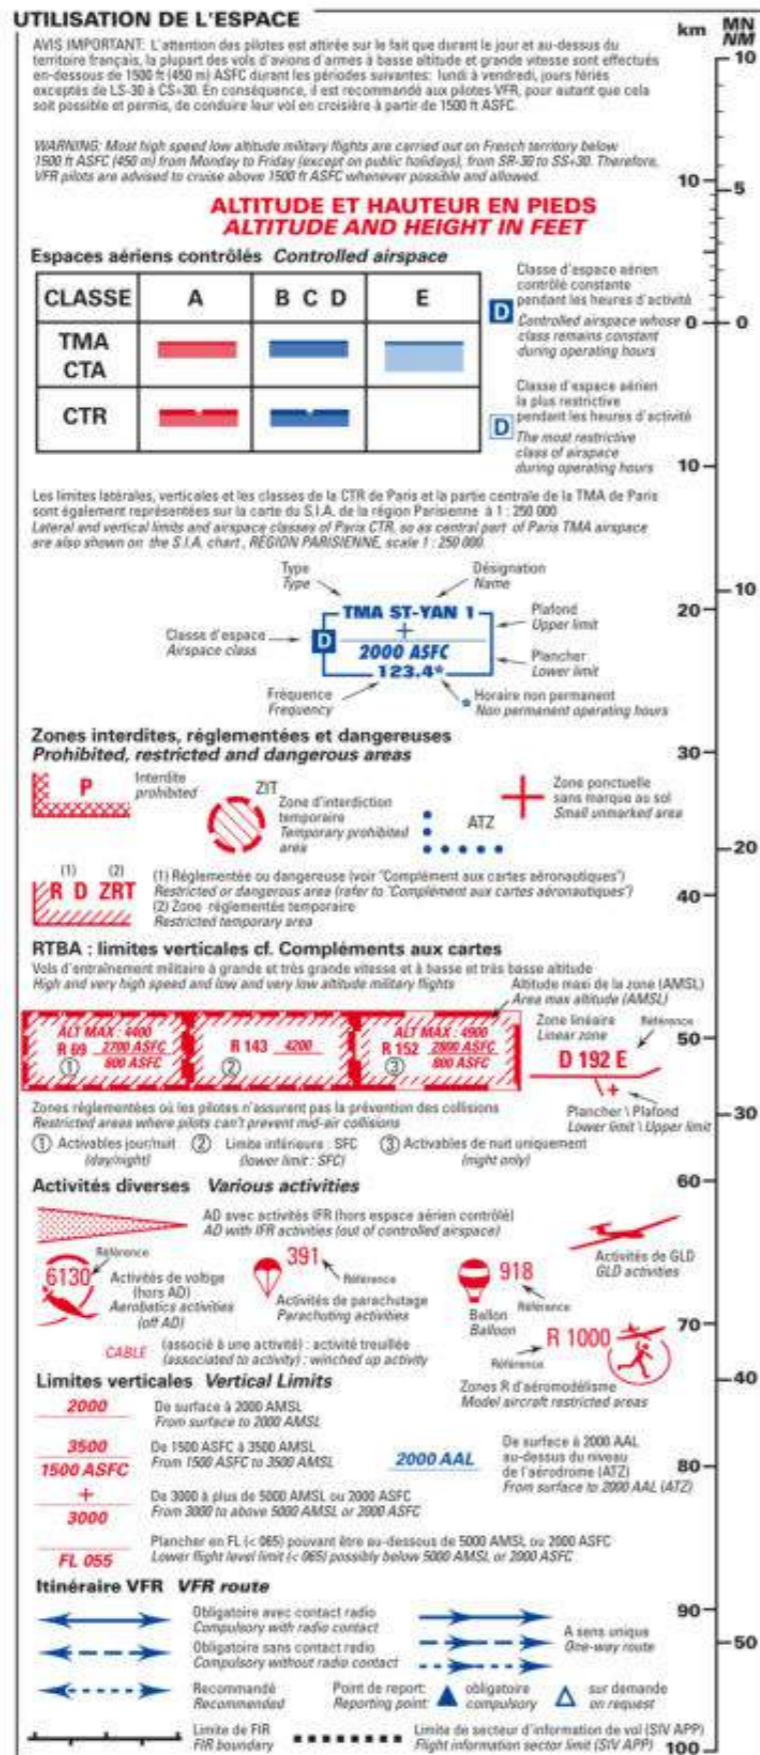 UTILISATION DE L'ESPACE
km
MN
NM
AVIS IMPORTANT: L'attention des pilotes est attirée sur le fait que durant le jour et au-dessus du
territoire français, la plupart des vols d'avions d'armes à basse altitude et grande vitesse sont effectués
en-dessous de 1500 ft (450 m) ASFC durant les périodes suivantes: lundi à vendredi, jours fériés
exceptés de LS-30 à CS+30. En conséquence, il est recommandé aux pilotes VFR, pour autant que cela
soit possible et permis, de conduire leur vol en croisière à partir de 1500 ft ASFC.
WARNING: Most high speed low altitude military flights are carried out on French territory below
1500 ft ASFC (450 m) from Monday to Friday (except on public holidays), from SR-30 to SS+30. Therefore,
VFR pilots are advised to cruise above 1500 ft ASFC whenever possible and allowed.
ALTITUDE ET HAUTEUR EN PIEDS
ALTITUDE AND HEIGHT IN FEET
Espaces aériens contrôlés Controlled airspace
CLASSE A B C D E
TMA
CTA
CTR
D
Classe d'espace aérien
contrôlé constante
pendant les heures d'activité
Controlled airspace whose
class remains constant
during operating hours
D
Classe d'espace aérien
la plus restrictive
pendant les heures d'activité
The most restrictive
class of airspace
during operating hours
Les limites latérales, verticales et les classes de la CTR de Paris et la partie centrale de la TMA de Paris
sont également représentées sur la carte du S.I.A. de la région Parisienne à 1 : 250 000
Lateral and vertical limits and airspace classes of Paris CTR, so as central part of Paris TMA airspace
are also shown on the S.I.A. chart, RÉGION PARISIENNE, scale 1 : 250 000
Type
Type
Désignation
Name
TMA ST-YAN 1
+
D
2000 ASFC
123.4*
Classe d'espace
Airspace class
Plafond
Upper limit
Plancher
Lower limit
Fréquence
Frequency
* Horaire non permanent
Non permanent operating hours
Zones interdites, réglementées et dangereuses
Prohibited, restricted and dangerous areas
P
Interdite
prohibited
ZIT
Zone d'interdiction
temporaire
Temporary prohibited
area
ATZ
Zone ponctuelle
sans marque au sol
Small unmarked area
(1) (2)
R D ZRT
(1) Réglementée ou dangereuse (voir "Complément aux cartes aéronautiques")
Restricted or dangerous area (refer to "Complément aux cartes aéronautiques")
(2) Zone réglementée temporaire
Restricted temporary area
RTBA : limites verticales cf. Compléments aux cartes
Vols d'entraînement militaire à grande et très grande vitesse et à basse et très basse altitude
High and very high speed and low and very low altitude military flights
Altitude maxi de la zone (AMSL)
Area max altitude (AMSL)
ALT MAX : 4400
R 69 2700 ASFC
800 ASFC
①
R 143 4200
②
ALT MAX : 4900
R 152 2800 ASFC
800 ASFC
③
Zone linéaire
Linear zone
Référence
D 192 E
+
Plancher \ Plafond
Lower limit \ Upper limit
Zones réglementées où les pilotes n'assurent pas la prévention des collisions
Restricted areas where pilots can't prevent mid-air collisions
① Activables jour/nuit
(day/night)
② Limite inférieure : SFC
(lower limit : SFC)
③ Activables de nuit uniquement
(night only)
Activités diverses Various activities
AD avec activités IFR (hors espace aérien contrôlé)
AD with IFR activities (out of controlled airspace)
Activités de GLD
GLD activities
Référence
6130
Activités de voltige
(hors AD)
Aerobatics activities
(off AD)
391
Référence
Activités de parachutage
Parachuting activities
918
Référence
Ballon
Balloon
R 1000
Référence
Zones R d'aéromodélisme
Model aircraft restricted areas
CABLE
(associé à une activité) : activité treuillée
(associated to activity) : winched up activity
Limites verticales Vertical Limits
2000
De surface à 2000 AMSL
From surface to 2000 AMSL
3500
1500 ASFC
De 1500 ASFC à 3500 AMSL
From 1500 ASFC to 3500 AMSL
2000 AAL
De surface à 2000 AAL
au-dessus du niveau
de l'aérodrome (ATZ)
From surface to 2000 AAL (ATZ)
+
3000
De 3000 à plus de 5000 AMSL ou 2000 ASFC
From 3000 to above 5000 AMSL or 2000 ASFC
FL 055
Plancher en FL (< 065) pouvant être au-dessous de 5000 AMSL ou 2000 ASFC
Lower flight level limit (< 065) possibly below 5000 AMSL or 2000 ASFC
Itinéraire VFR VFR route
Obligatoire avec contact radio
Compulsory with radio contact
Obligatoire sans contact radio
Compulsory without radio contact
A sens unique
One-way route
Recommandé
Recommended
Point de report:
Reporting point:
obligatoire
compulsory
sur demande
on request
Limite de FIR
FIR boundary
Limite de secteur d'information de vol (SIV APP)
Flight information sector limit (SIV APP)
10
0
10
20
30
40
50
60
70
80
90
100
10
5
0
10
20
30
40
50